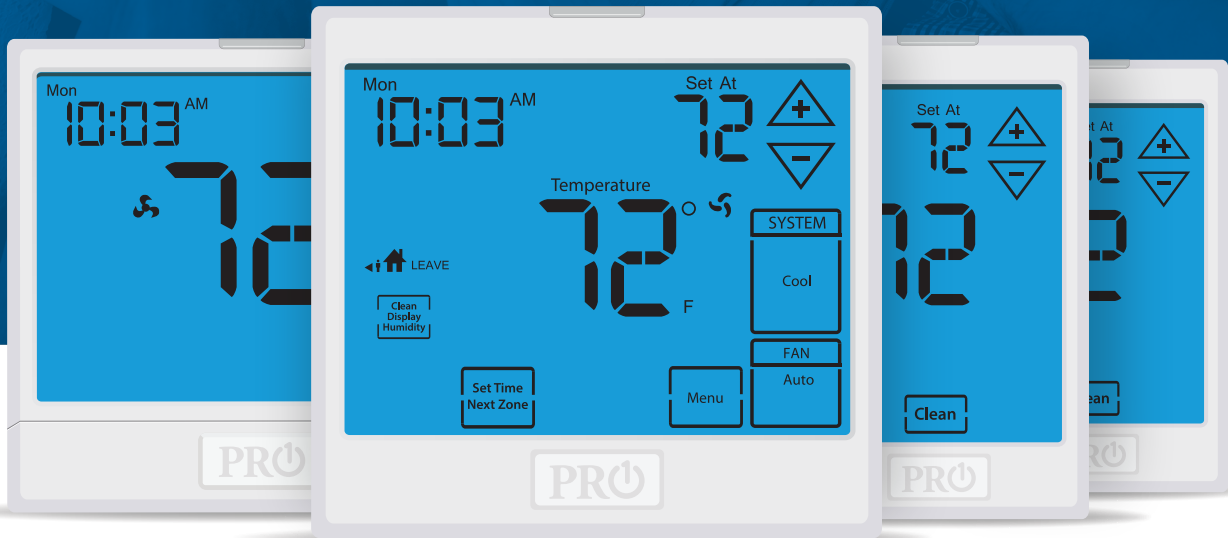 Mon
10:03 AM
72
PRO
Mon
10:03 AM
Set At
72
Temperature
72°
F
LEAVE
Clean
Display
Humidity
SYSTEM
Cool
FAN
Auto
Set Time
Next Zone
Menu
PRO
Set At
72
72
Clean
PRO